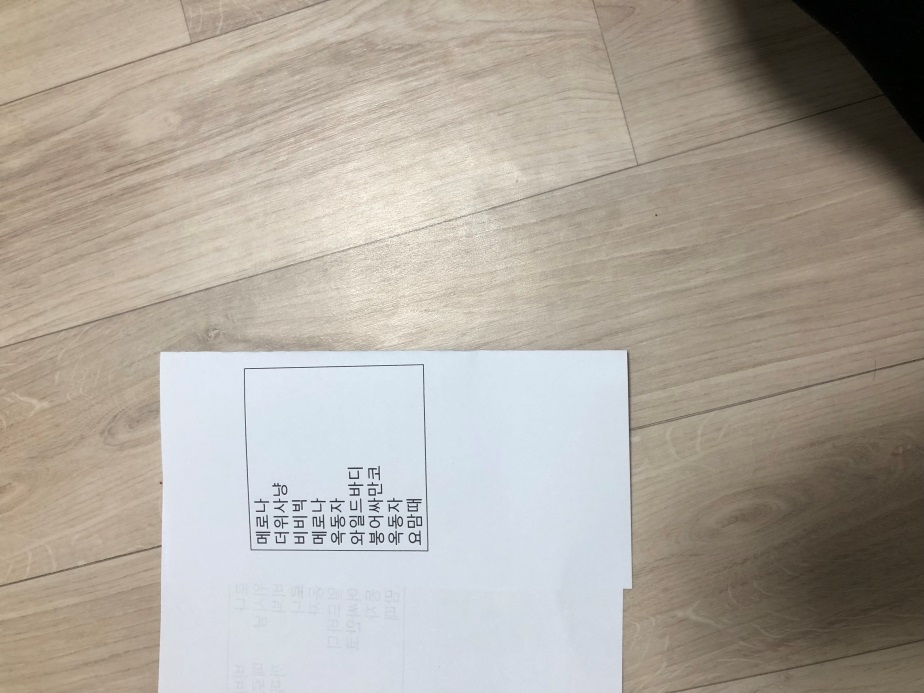 메로나
더위사냥
비비빅
메로나
옥동자
와일드바디
붕어싸만코
옥동자
요맘때